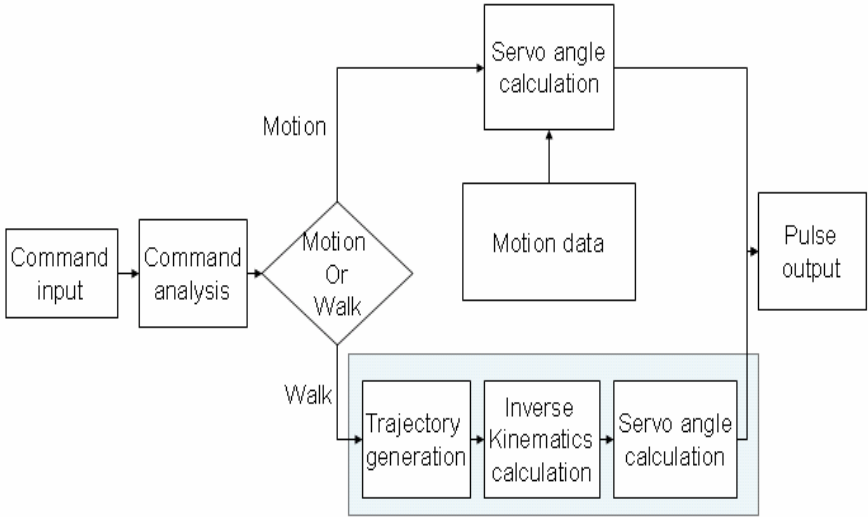 Servo angle
calculation
Motion
Motion data
Command
input
Command
analysis
Motion
Or
Walk
Pulse
output
Walk
Trajectory
generation
Inverse
Kinematics
calculation
Servo angle
calculation